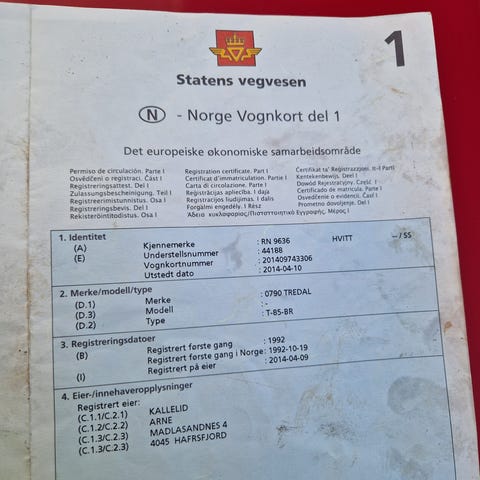 1
Statens vegvesen
N - Norge Vognkort del 1
Det europeiske økonomiske samarbeidsområde
Permiso de circulación. Parte I
Osvědčení o registraci. Část I
Registreringsattest. Del I
Zulassungsbescheinigung. Teil I
Registreerimistunnistus. Osa I
Registreringsbevis. Del I
Rekisteröintitodistus. Osa I
Registration certificate. Part I
Certificat d'immatriculation. Partie I
Carta di circolazione. Parte I
Reģistrācijas apliecība. I daļa
Registracijos liudijimas. I dalis
Forgalmi engedély. I Rész
Άδεια κυκλοφορίας/Πιστοποιητικό Εγγραφής. Μέρος I
Ċertifikat ta' Reġistrazzjoni. It-I Parti
Kentekenbewijs. Deel I
Dowód Rejestracyjny. Część I
Certificado de matrícula. Parte I
Osvedčenie o evidencii. Časť I
Prometno dovoljenje. Del I
1. Identitet
(A) Kjennemerke : RN 9636 HVITT --/SS
(E) Understellsnummer : 44188
Vognkortnummer : 201409743306
Utstedt dato : 2014-04-10
2. Merke/modell/type
(D.1) Merke : 0790 TREDAL
(D.3) Modell : -
(D.2) Type : T-85-BR
3. Registreringsdatoer
(B) Registrert første gang : 1992
Registrert første gang i Norge: 1992-10-19
(I) Registrert på eier : 2014-04-09
4. Eier-/innehaveropplysninger
Registrert eier:
(C.1.1/C.2.1) KALLELID
(C.1.2/C.2.2) ARNE
(C.1.3/C.2.3) MADLASANDNES 4
(C.1.3/C.2.3) 4045 HAFRSFJORD